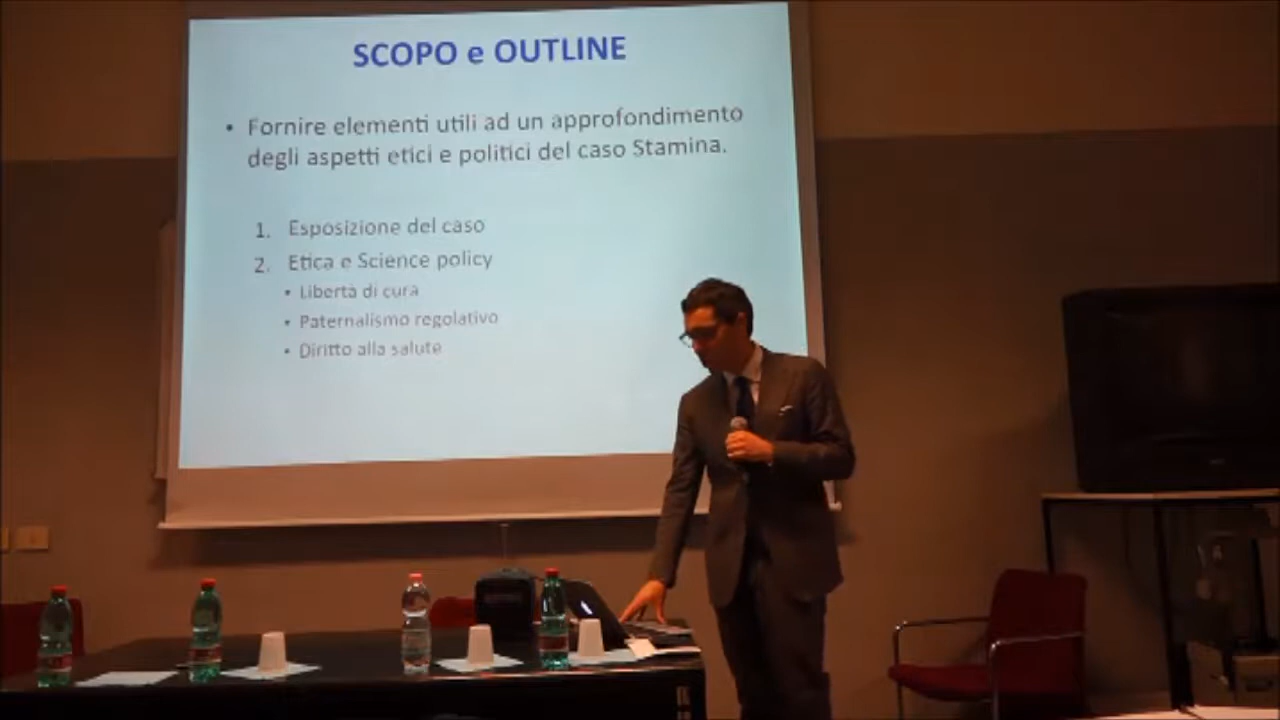 SCOPO e OUTLINE
• Fornire elementi utili ad un approfondimento
degli aspetti etici e politici del caso Stamina.
1. Esposizione del caso
2. Etica e Science policy
• Libertà di cura
• Paternalismo regolativo
• Diritto alla salute